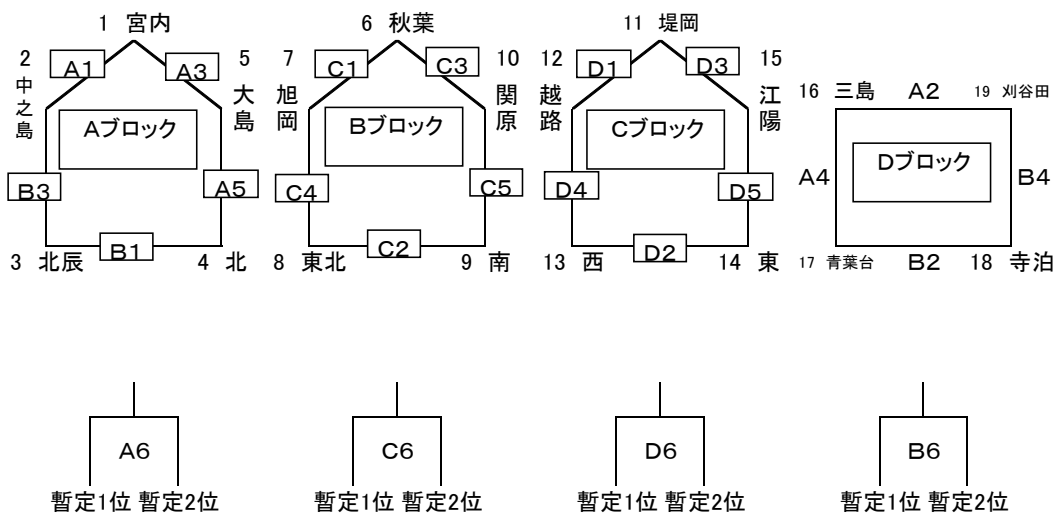 1 宮内
6 秋葉
11 堤岡
2 中之島
A1
A3
5 大島
7 旭岡
C1
C3
10 関原
12 越路
D1
D3
15 江陽
16 三島
A2
19 刈谷田
Aブロック
Bブロック
Cブロック
Dブロック
B3
A5
C4
C5
D4
D5
A4
B4
B1
C2
D2
3 北辰
4 北
8 東北
9 南
13 西
14 東
17 青葉台
B2
18 寺泊
A6
C6
D6
B6
暫定1位 暫定2位
暫定1位 暫定2位
暫定1位 暫定2位
暫定1位 暫定2位